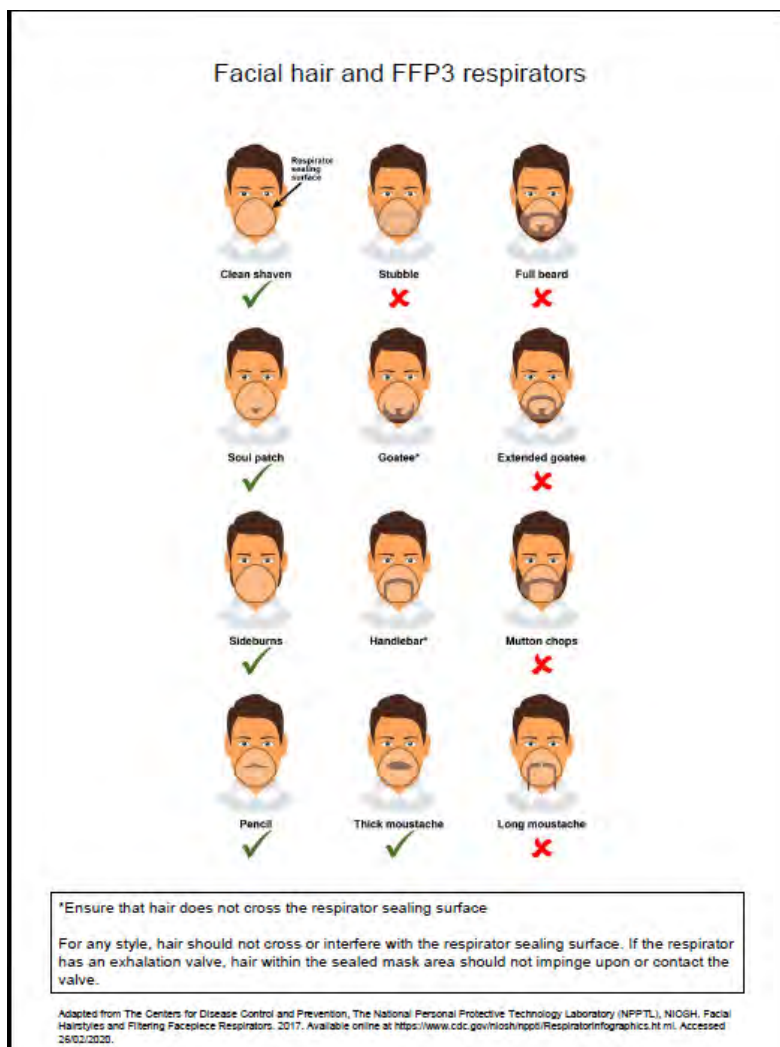 Facial hair and FFP3 respirators
Respirator
sealing
surface
Clean shaven
Stubble
Full beard
Soul patch
Goatee*
Extended goatee
Sideburns
Handlebar*
Mutton chops
Pencil
Thick moustache
Long moustache
*Ensure that hair does not cross the respirator sealing surface
For any style, hair should not cross or interfere with the respirator sealing surface. If the respirator
has an exhalation valve, hair within the sealed mask area should not impinge upon or contact the
valve.
Adapted from The Centers for Disease Control and Prevention, The National Personal Protective Technology Laboratory (NPPTL), NIOSH. Facial
Hairstyles and Filtering Facepiece Respirators. 2017. Available online at https://www.cdc.gov/niosh/npptl/RespiratorInfographics.ht ml. Accessed
26/02/2020.